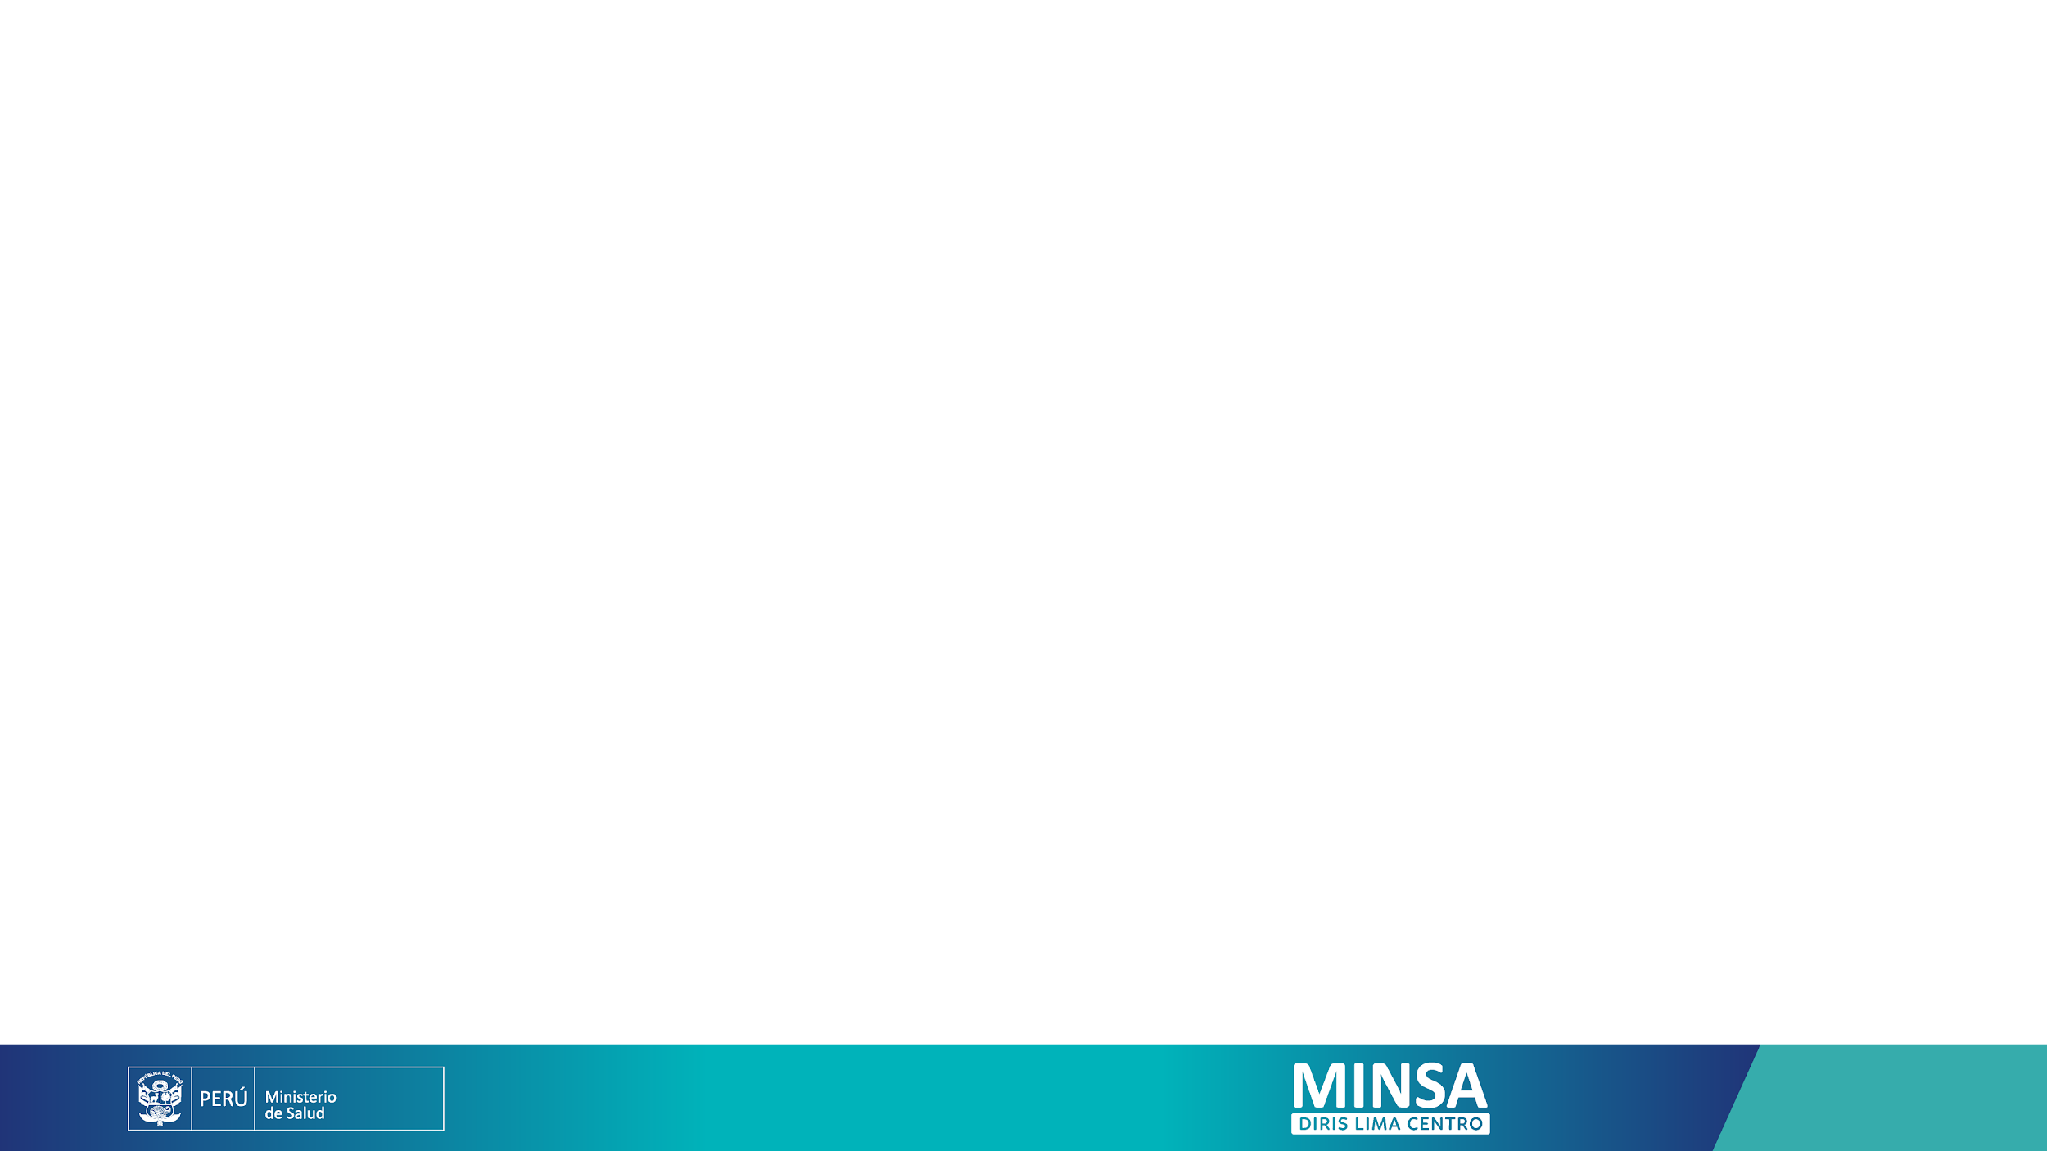 PERÚ
Ministerio
de Salud
MINSA
DIRIS LIMA CENTRO